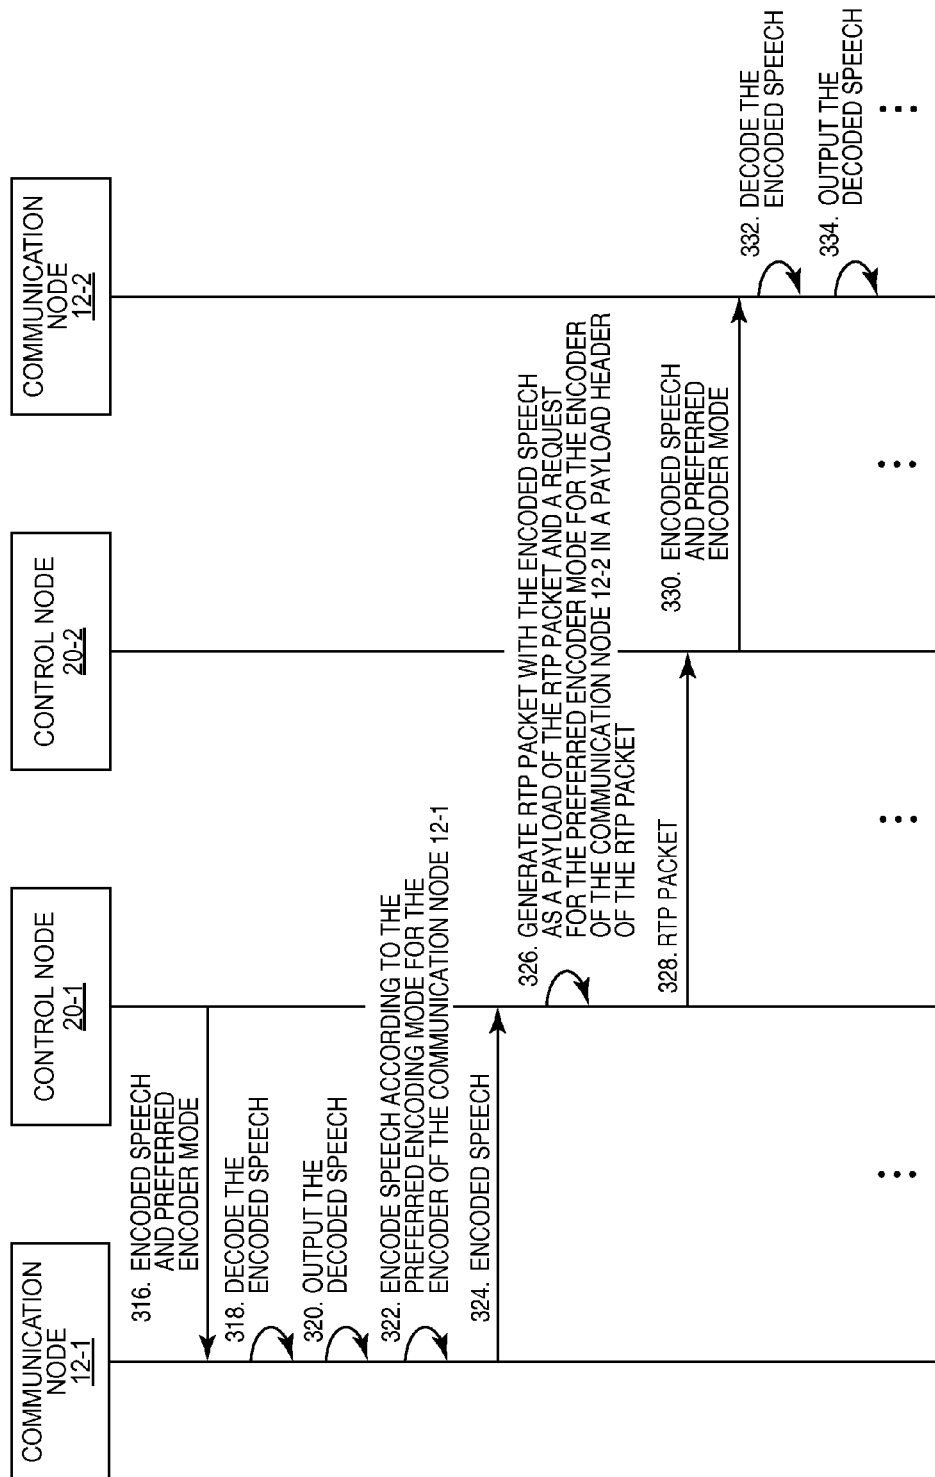 COMMUNICATION
NODE
12-1
CONTROL NODE
20-1
CONTROL NODE
20-2
COMMUNICATION
NODE
12-2
316. ENCODED SPEECH
AND PREFERRED
ENCODER MODE
318. DECODE THE
ENCODED SPEECH
320. OUTPUT THE
DECODED SPEECH
322. ENCODE SPEECH ACCORDING TO THE
PREFERRED ENCODING MODE FOR THE
ENCODER OF THE COMMUNICATION NODE 12-1
324. ENCODED SPEECH
326. GENERATE RTP PACKET WITH THE ENCODED SPEECH
AS A PAYLOAD OF THE RTP PACKET AND A REQUEST
FOR THE PREFERRED ENCODER MODE FOR THE ENCODER
OF THE COMMUNICATION NODE 12-2 IN A PAYLOAD HEADER
OF THE RTP PACKET
328. RTP PACKET
330. ENCODED SPEECH
AND PREFERRED
ENCODER MODE
332. DECODE THE
ENCODED SPEECH
334. OUTPUT THE
DECODED SPEECH